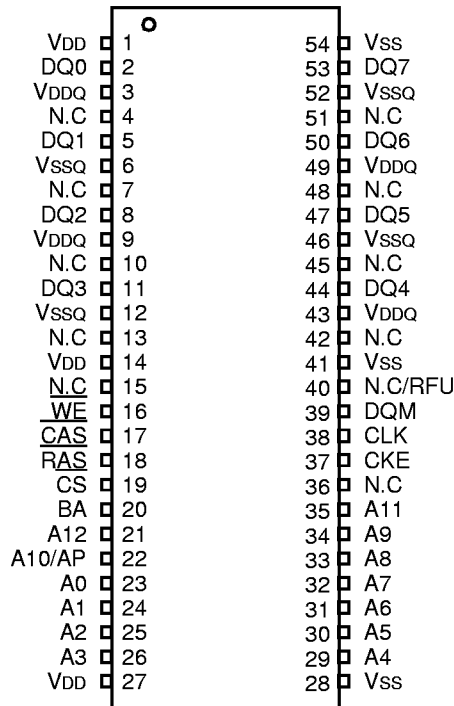 VDD 1 54 VSS
DQ0 2 53 DQ7
VDDQ 3 52 VSSQ
N.C 4 51 N.C
DQ1 5 50 DQ6
VSSQ 6 49 VDDQ
N.C 7 48 N.C
DQ2 8 47 DQ5
VDDQ 9 46 VSSQ
N.C 10 45 N.C
DQ3 11 44 DQ4
VSSQ 12 43 VDDQ
N.C 13 42 N.C
VDD 14 41 VSS
N.C 15 40 N.C/RFU
WE 16 39 DQM
CAS 17 38 CLK
RAS 18 37 CKE
CS 19 36 N.C
BA 20 35 A11
A12 21 34 A9
A10/AP 22 33 A8
A0 23 32 A7
A1 24 31 A6
A2 25 30 A5
A3 26 29 A4
VDD 27 28 VSS